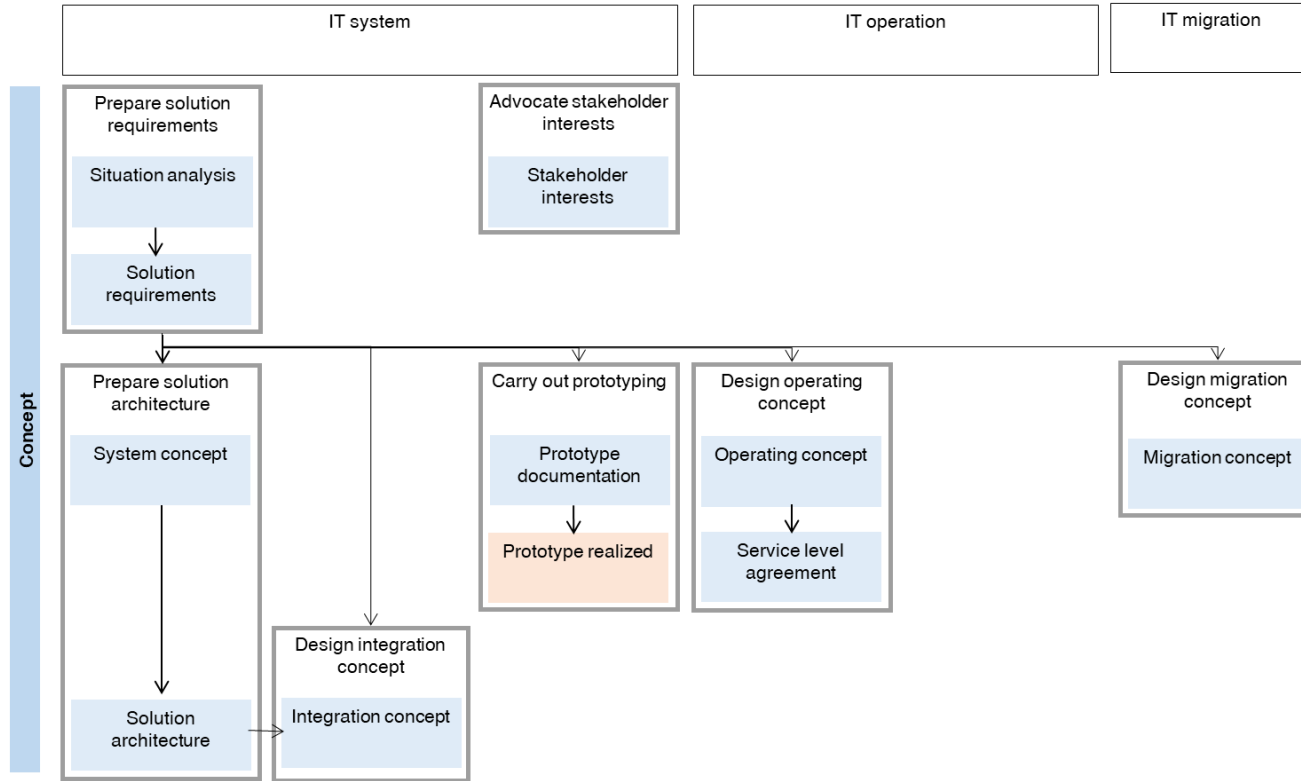 IT system
IT operation
IT migration
Concept
Prepare solution
requirements
Situation analysis
Solution
requirements
Advocate stakeholder
interests
Stakeholder
interests
Prepare solution
architecture
System concept
Solution
architecture
Design integration
concept
Integration concept
Carry out prototyping
Prototype
documentation
Prototype realized
Design operating
concept
Operating concept
Service level
agreement
Design migration
concept
Migration concept